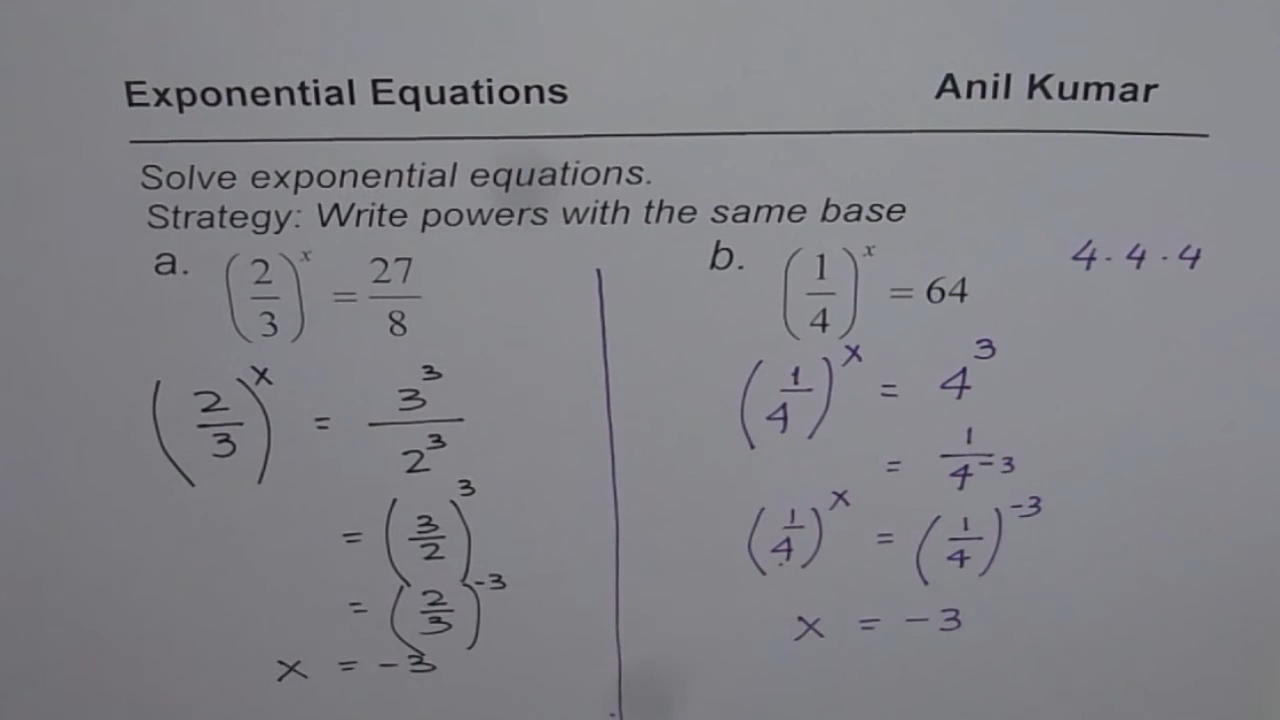 Exponential Equations Anil Kumar
Solve exponential equations.
Strategy: Write powers with the same base
a. (2/3)^x = 27/8
(2/3)^x = 3^3/2^3
= (3/2)^3
= (2/3)^-3
x = -3
b. (1/4)^x = 64
4·4·4
(1/4)^x = 4^3
= 1/4^-3
(1/4)^x = (1/4)^-3
x = -3